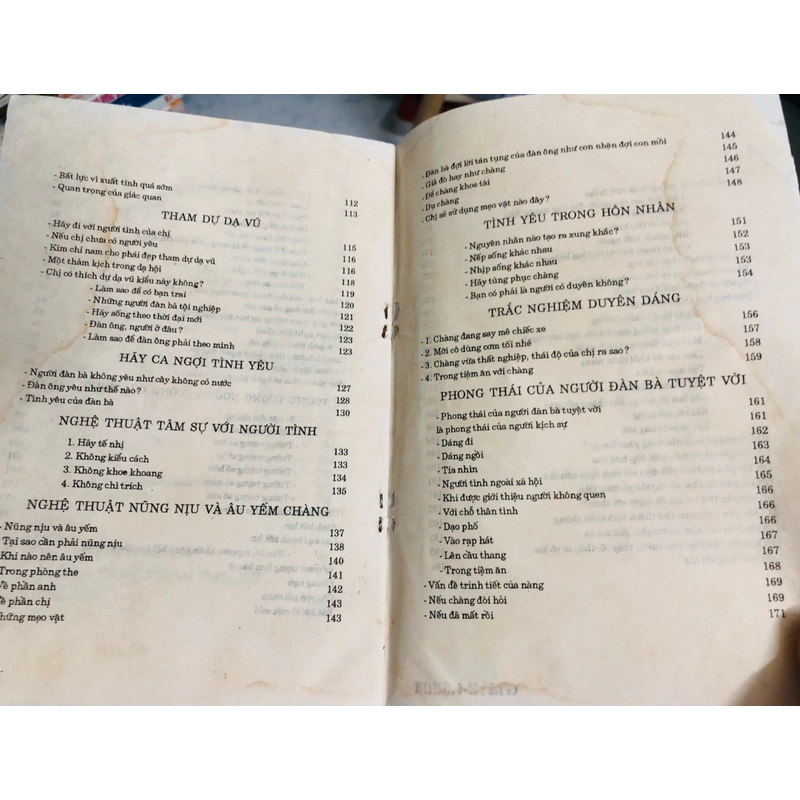 - Bất lực vì xuất tinh quá sớm 112
- Quan trọng của giác quan 113
THAM DỰ DẠ VŨ
- Hãy đi với người tình của chị 115
- Nếu chị chưa có người yêu 116
- Kim chỉ nam cho phái đẹp tham dự dạ vũ 116
- Một thảm kịch trong dạ hội 116
- Chị có thích dự dạ vũ kiểu này không? 118
- Làm sao để có bạn trai 119
- Những người đàn bà tội nghiệp 120
- Hãy sống theo thời đại mới 121
- Đàn ông, người ở đâu? 122
- Làm sao để đàn ông phải theo mình 123
123
HÃY CA NGỢI TÌNH YÊU
- Người đàn bà không yêu như cây không có nước 127
- Đàn ông yêu như thế nào? 128
- Tình yêu của đàn bà 130
NGHỆ THUẬT TÂM SỰ VỚI NGƯỜI TÌNH
1. Hãy tế nhị 133
2. Không kiểu cách 133
3. Không khoe khoang 134
4. Không chỉ trích 135
NGHỆ THUẬT NŨNG NỊU VÀ ÂU YẾM CHÀNG
- Nũng nịu và âu yếm 137
Tại sao cần phải nũng nịu 138
Khi nào nên âu yếm 140
Trong phòng the 141
Về phần anh 142
Về phần chị 143
hững mẹo vặt 143
- Đàn bà đợi lời tán tụng của đàn ông như con nhện đợi con mồi 144
- Giả đò hay như chàng 145
- Để chàng khoe tài 146
- Dụ chàng 147
- Chị sẽ sử dụng mẹo vặt nào đây? 148
TÌNH YÊU TRONG HÔN NHÂN
- Nguyên nhân nào tạo ra xung khắc? 151
- Nếp sống khác nhau 152
- Nhịp sống khác nhau 153
- Hãy tùng phục chàng 153
- Bạn có phải là người có duyên không? 154
TRẮC NGHIỆM DUYÊN DÁNG
- 1. Chàng đang say mê chiếc xe 156
- 2. Mời cô dùng cơm tối nhé 157
- 3. Chàng vừa thất nghiệp, thái độ của chị ra sao? 158
- 4. Trong tiệm ăn với chàng 159
PHONG THÁI CỦA NGƯỜI ĐÀN BÀ TUYỆT VỜI
- Phong thái của người đàn bà tuyệt vời 161
là phong thái của người kịch sự 161
- Dáng đi 162
- Dáng ngồi 163
- Tia nhìn 164
- Người tình ngoài xã hội 165
- Khi được giới thiệu người không quen 166
- Với chỗ thân tình 166
- Dạo phố 166
- Vào rạp hát 167
- Lên cầu thang 167
- Trong tiệm ăn 168
- Vấn đề trinh tiết của nàng 169
- Nếu chàng đòi hỏi 169
- Nếu đã mất rồi 171